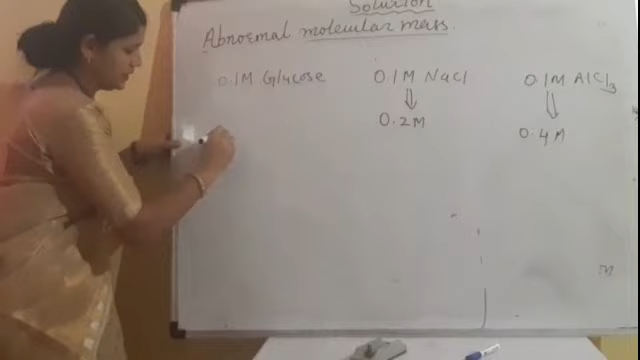 Solution
Abnormal molecular mass.
0.1M Glucose 0.1M NaCl 0.1M AlCl3
0.2M 0.4M